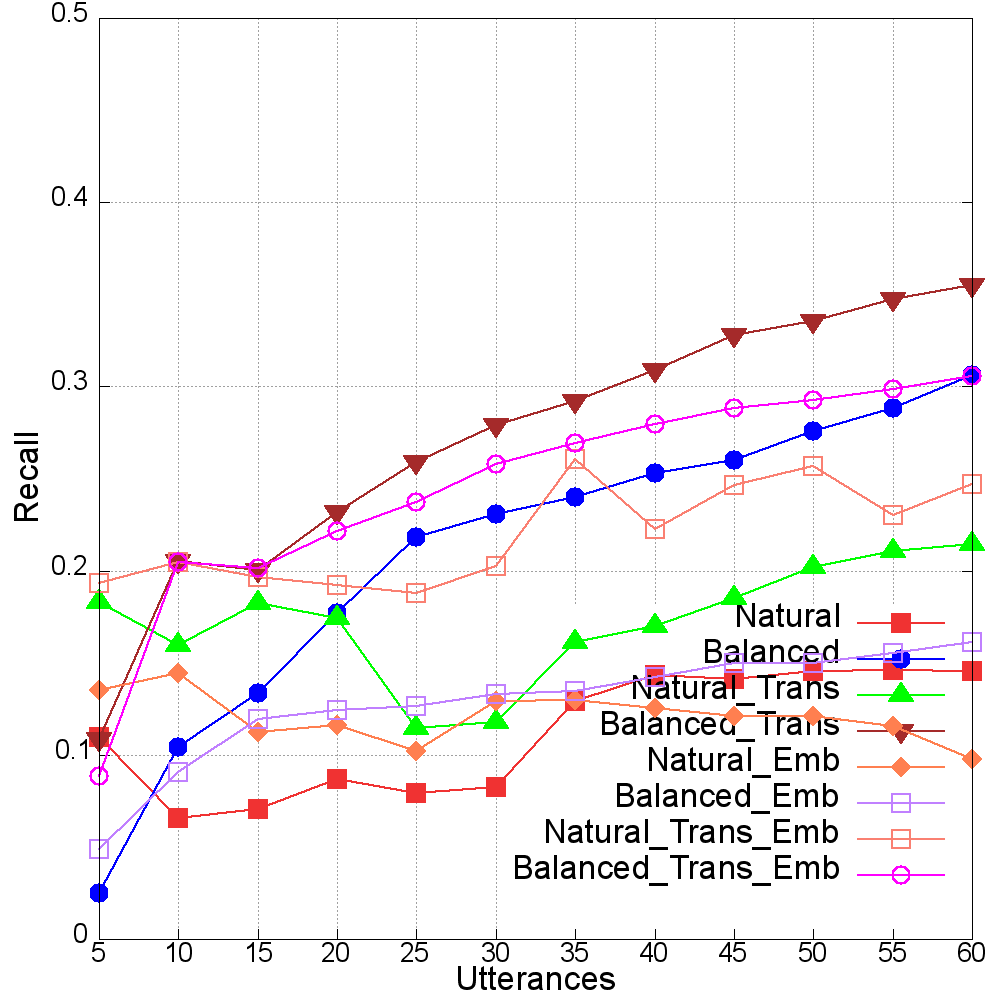 0.5
0.4
0.3
0.2
0.1
0
Recall
5 10 15 20 25 30 35 40 45 50 55 60
Utterances
Natural
Balanced
Natural_Trans
Balanced_Trans
Natural_Emb
Balanced_Emb
Natural_Trans_Emb
Balanced_Trans_Emb